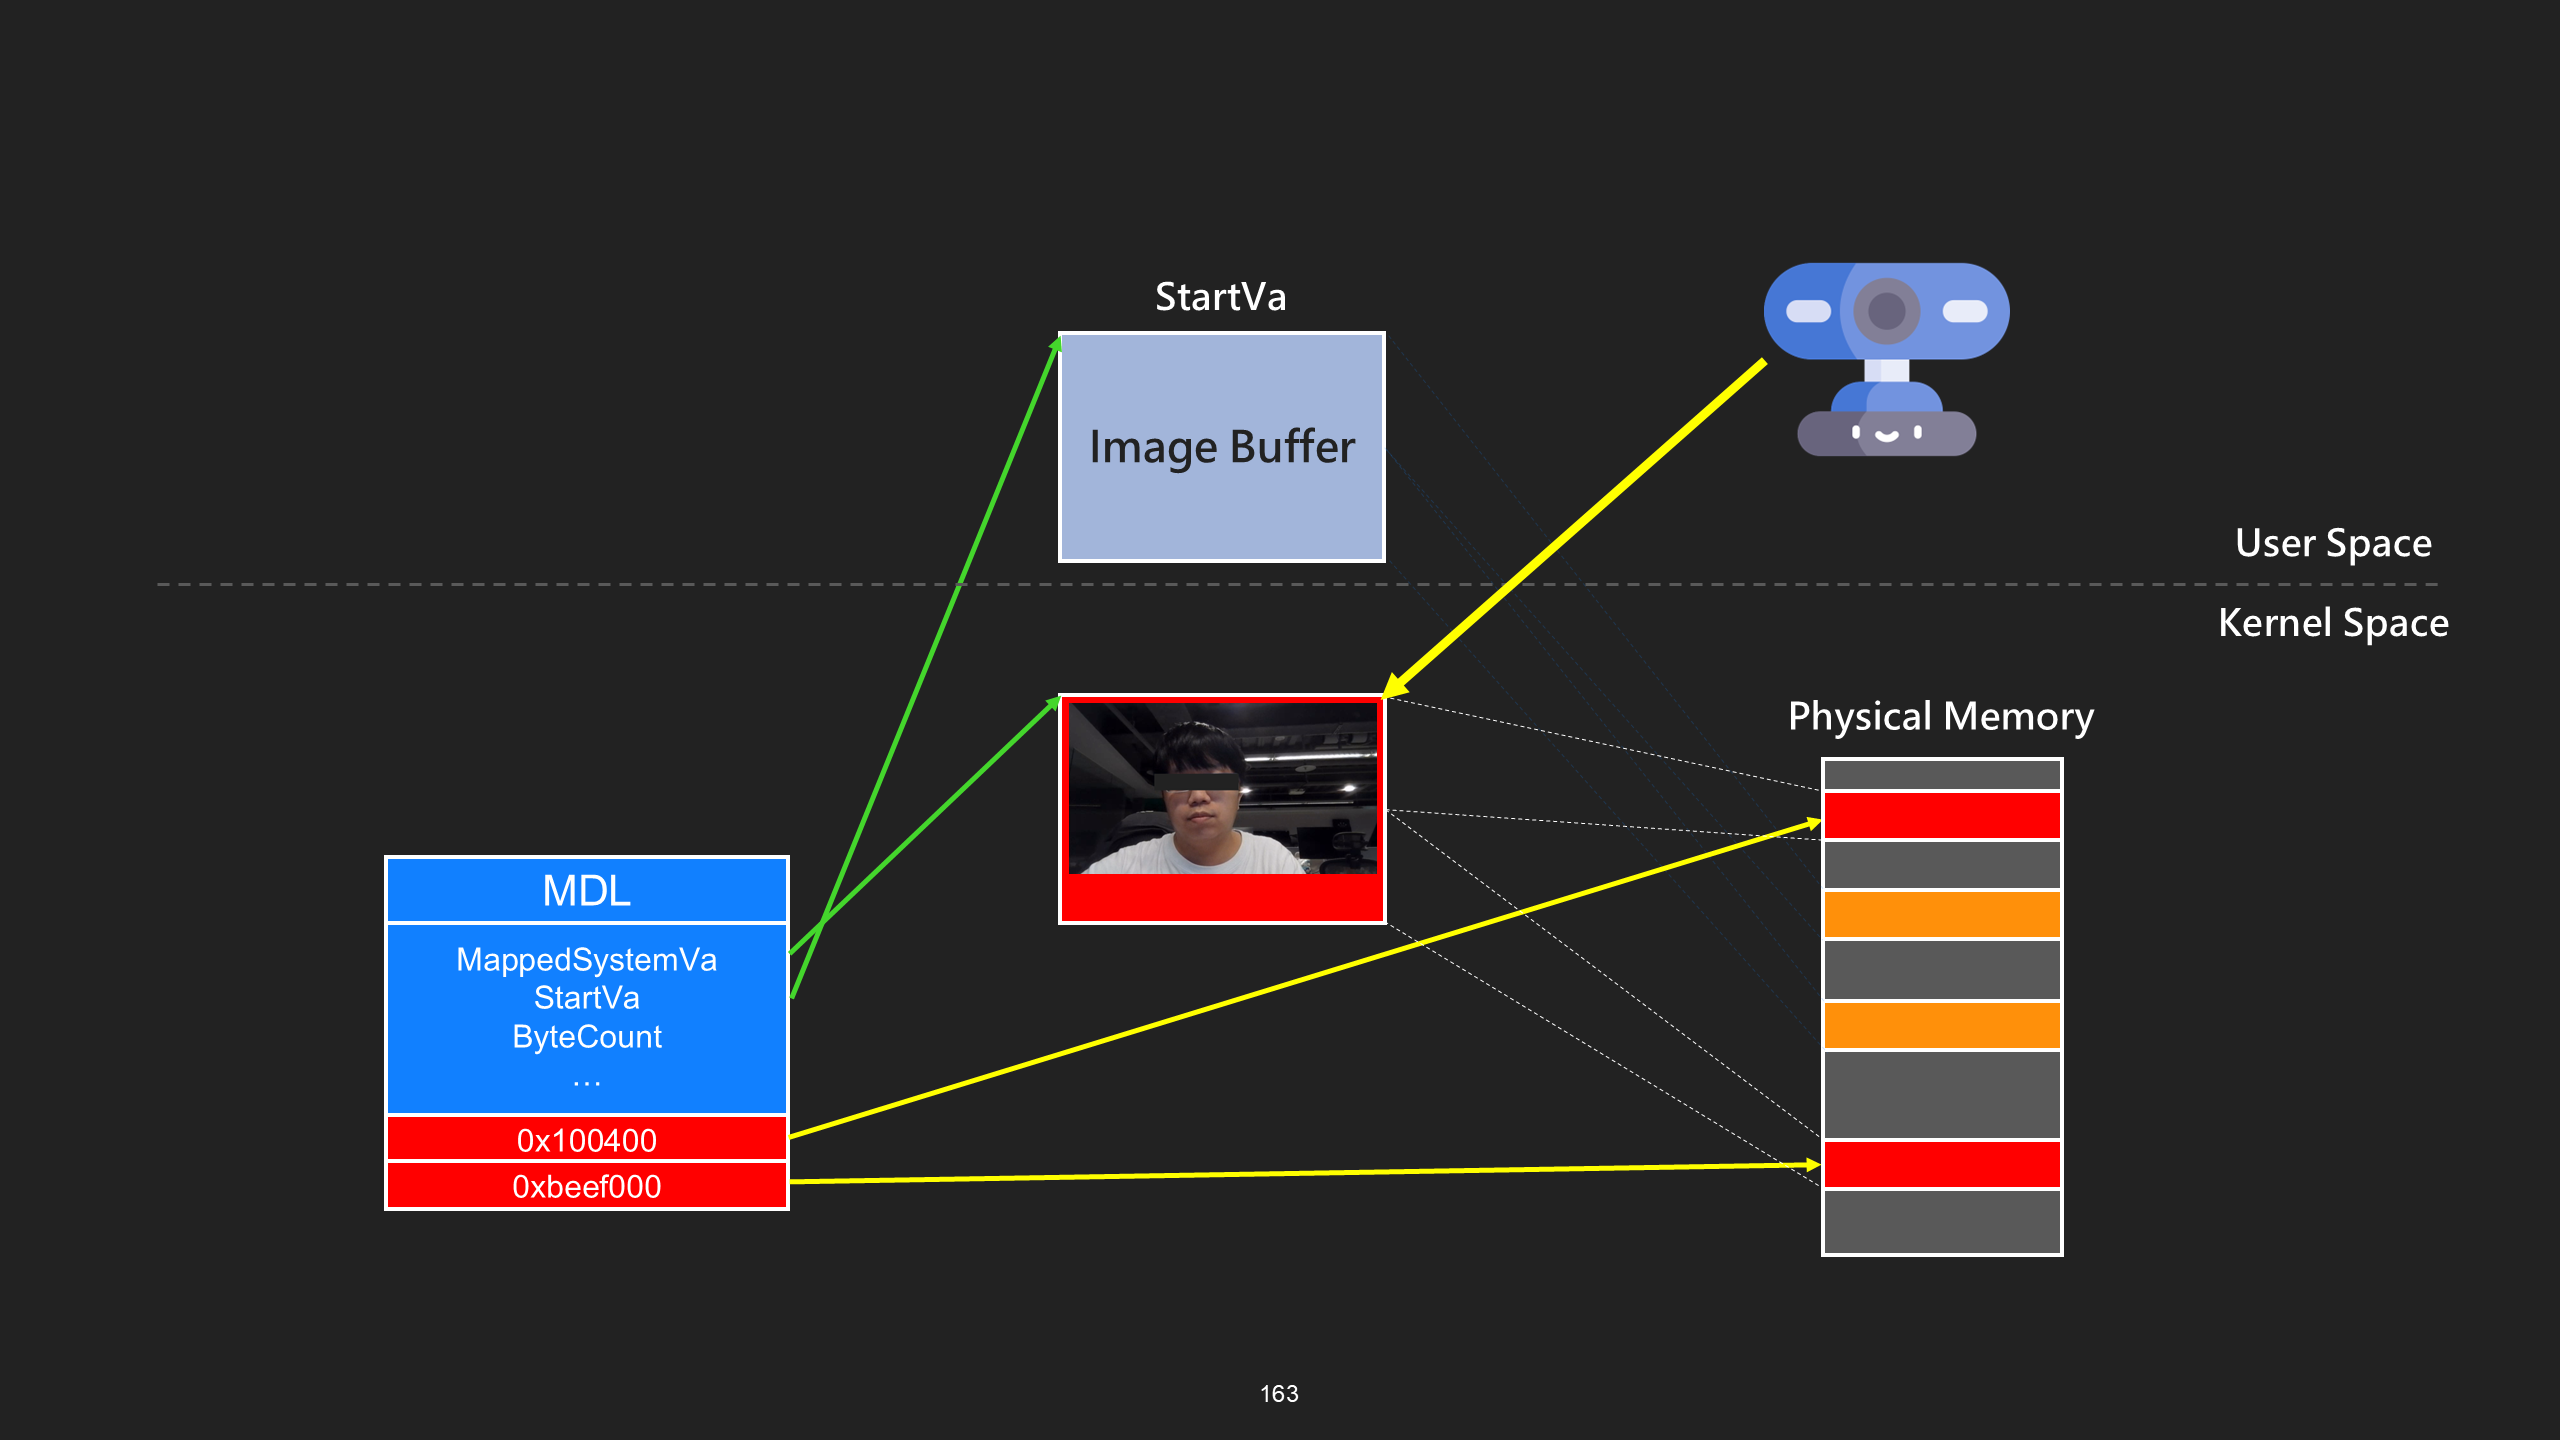 StartVa
Image Buffer
User Space
Kernel Space
Physical Memory
MDL
MappedSystemVa
StartVa
ByteCount
...
0x100400
0xbeef000
163